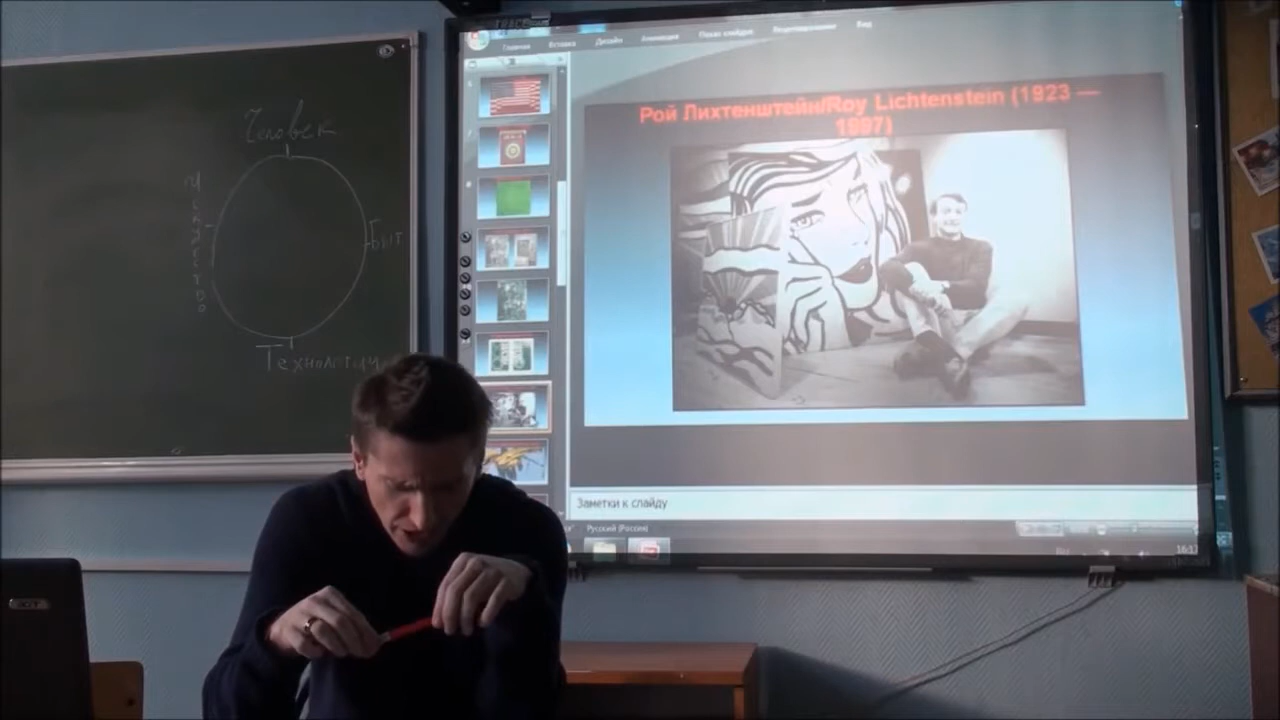 Человек
Быт
Технологии
Главная Вставка Дизайн Анимация Показ слайдов Рецензирование Вид
Рой Лихтенштейн/Roy Lichtenstein (1923 —
1997)
Заметки к слайду
Русский (Россия)
acer